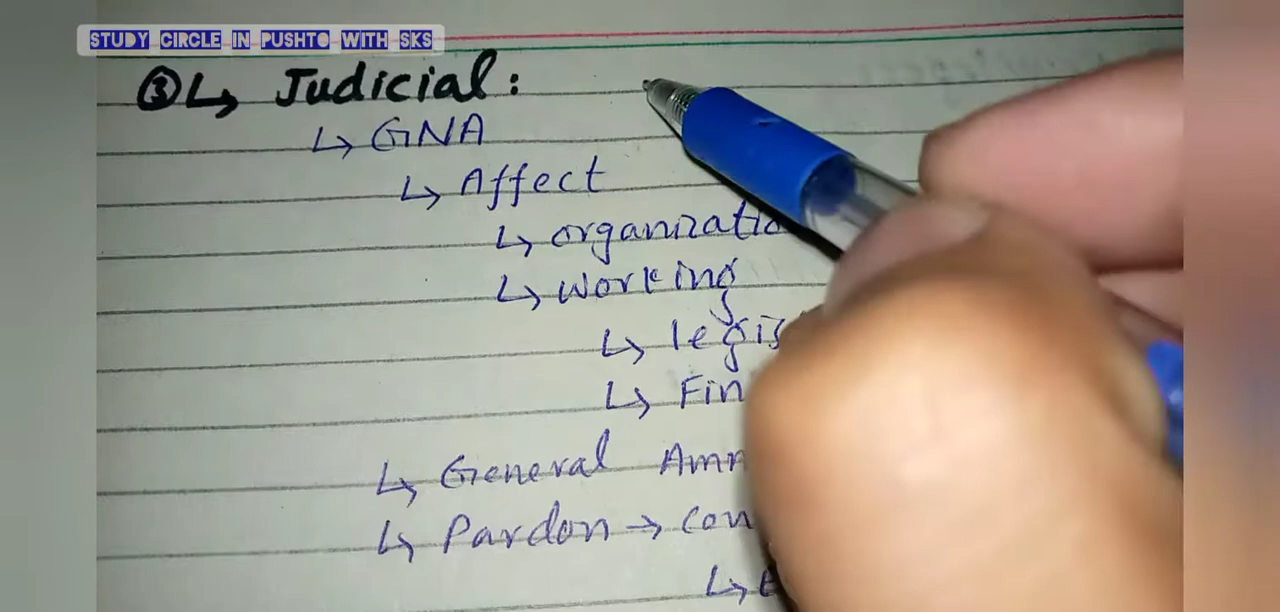 STUDY CIRCLE IN PUSHTO WITH SKS
③↳ Judicial:
↳ GNA
↳ Affect
↳ organizatio
↳ Working
↳ legis
↳ Fin
↳ General Amn
↳ Pardon → Con
↳